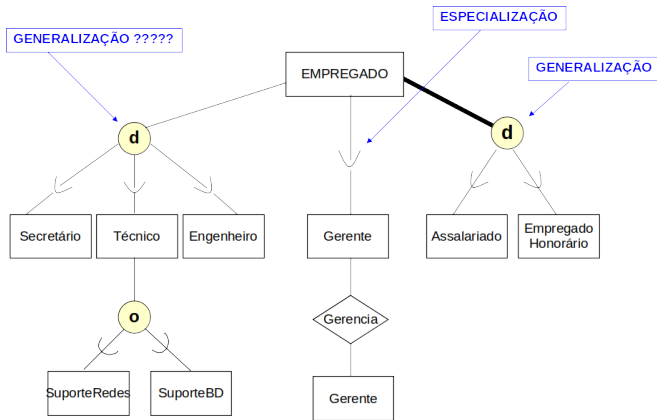 ESPECIALIZAÇÃO
GENERALIZAÇÃO ?????
GENERALIZAÇÃO
EMPREGADO
d
d
Secretário
Técnico
Engenheiro
Gerente
Assalariado
Empregado
Honorário
o
Gerencia
SuporteRedes
SuporteBD
Gerente